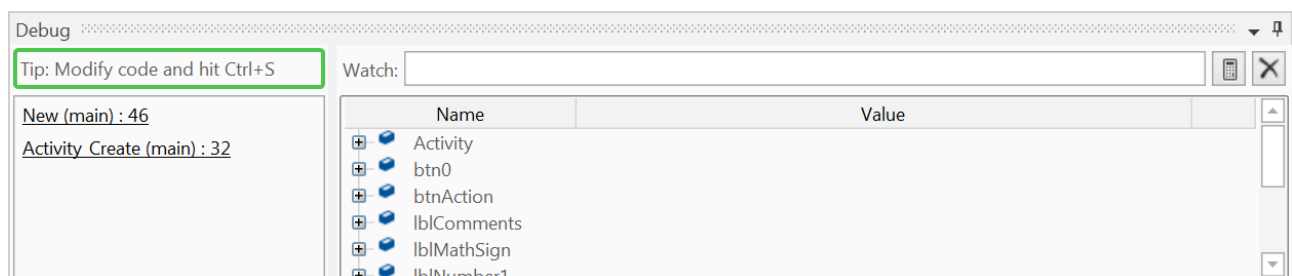 Debug
Tip: Modify code and hit Ctrl+S
Watch:
New (main) : 46
Activity_Create (main) : 32
Name Value
Activity
btn0
btnAction
lblComments
lblMathSign
lblNumber1